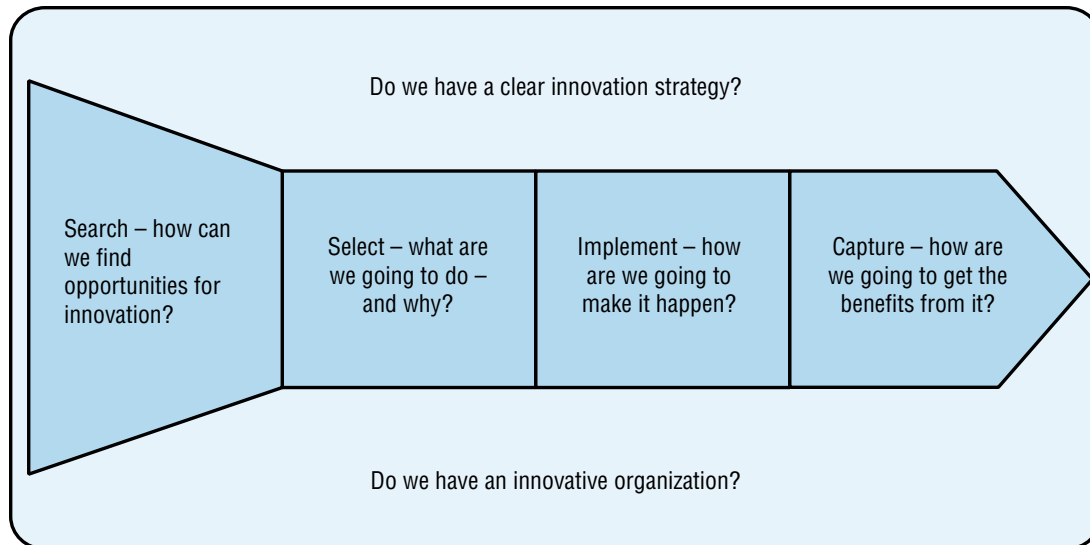 Do we have a clear innovation strategy?
Search – how can
we find
opportunities for
innovation?
Select – what are
we going to do –
and why?
Implement – how
are we going to
make it happen?
Capture – how are
we going to get the
benefits from it?
Do we have an innovative organization?